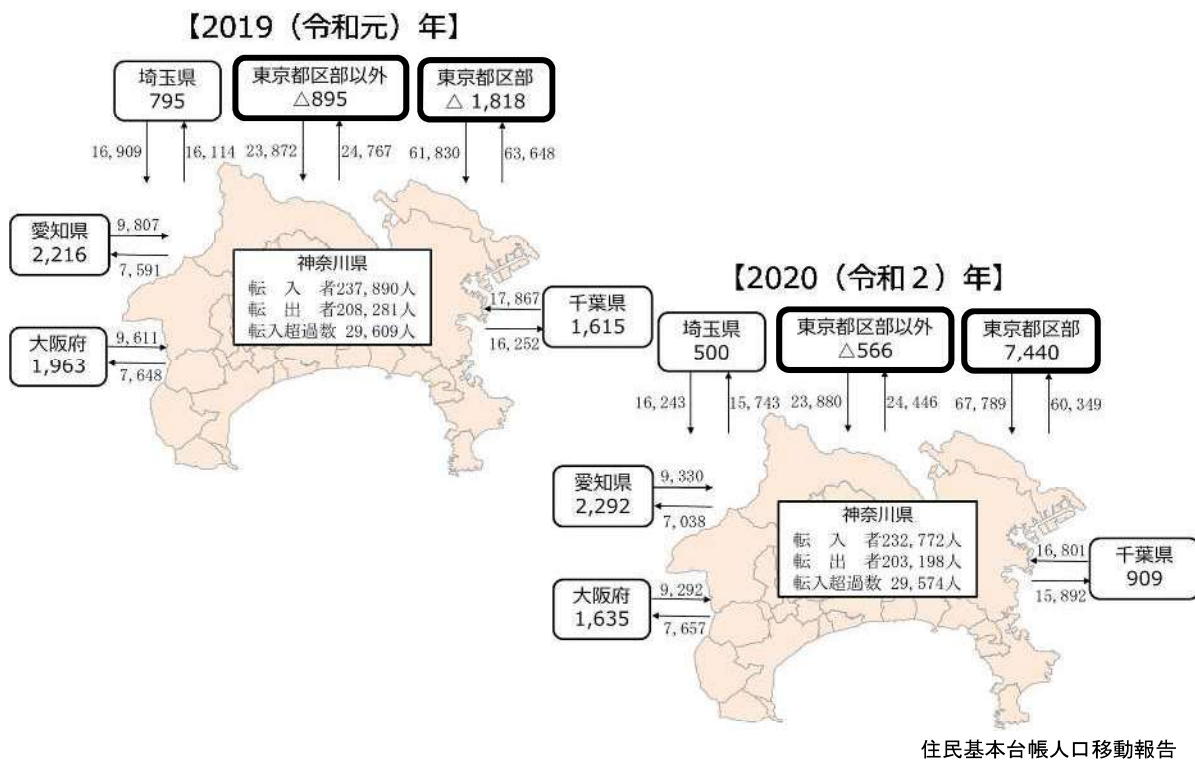 【2019（令和元）年】
埼玉県
795
東京都区部以外
△895
東京都区部
△ 1,818
16,909
16,114
23,872
24,767
61,830
63,648
愛知県
2,216
9,807
7,591
大阪府
1,963
9,611
7,648
神奈川県
転　入　者237,890人
転　出　者208,281人
転入超過数 29,609人
17,867
16,252
千葉県
1,615
【2020（令和２）年】
埼玉県
500
東京都区部以外
△566
東京都区部
7,440
16,243
15,743
23,880
24,446
67,789
60,349
愛知県
2,292
9,330
7,038
大阪府
1,635
9,292
7,657
神奈川県
転　入　者232,772人
転　出　者203,198人
転入超過数 29,574人
16,801
15,892
千葉県
909
住民基本台帳人口移動報告